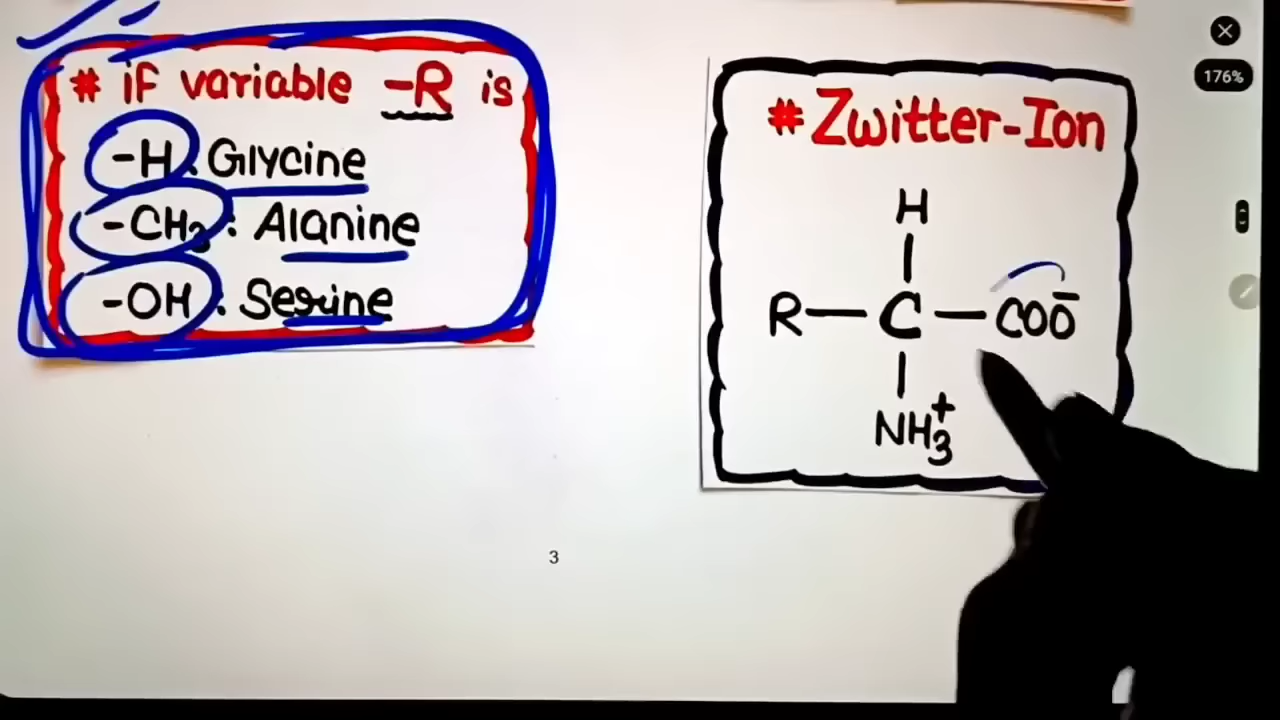 # if variable -R is
-H : Glycine
-CH₃ : Alanine
-OH : Serine
3
# Zwitter-Ion
H
R—C—COO⁻
NH₃⁺
176%